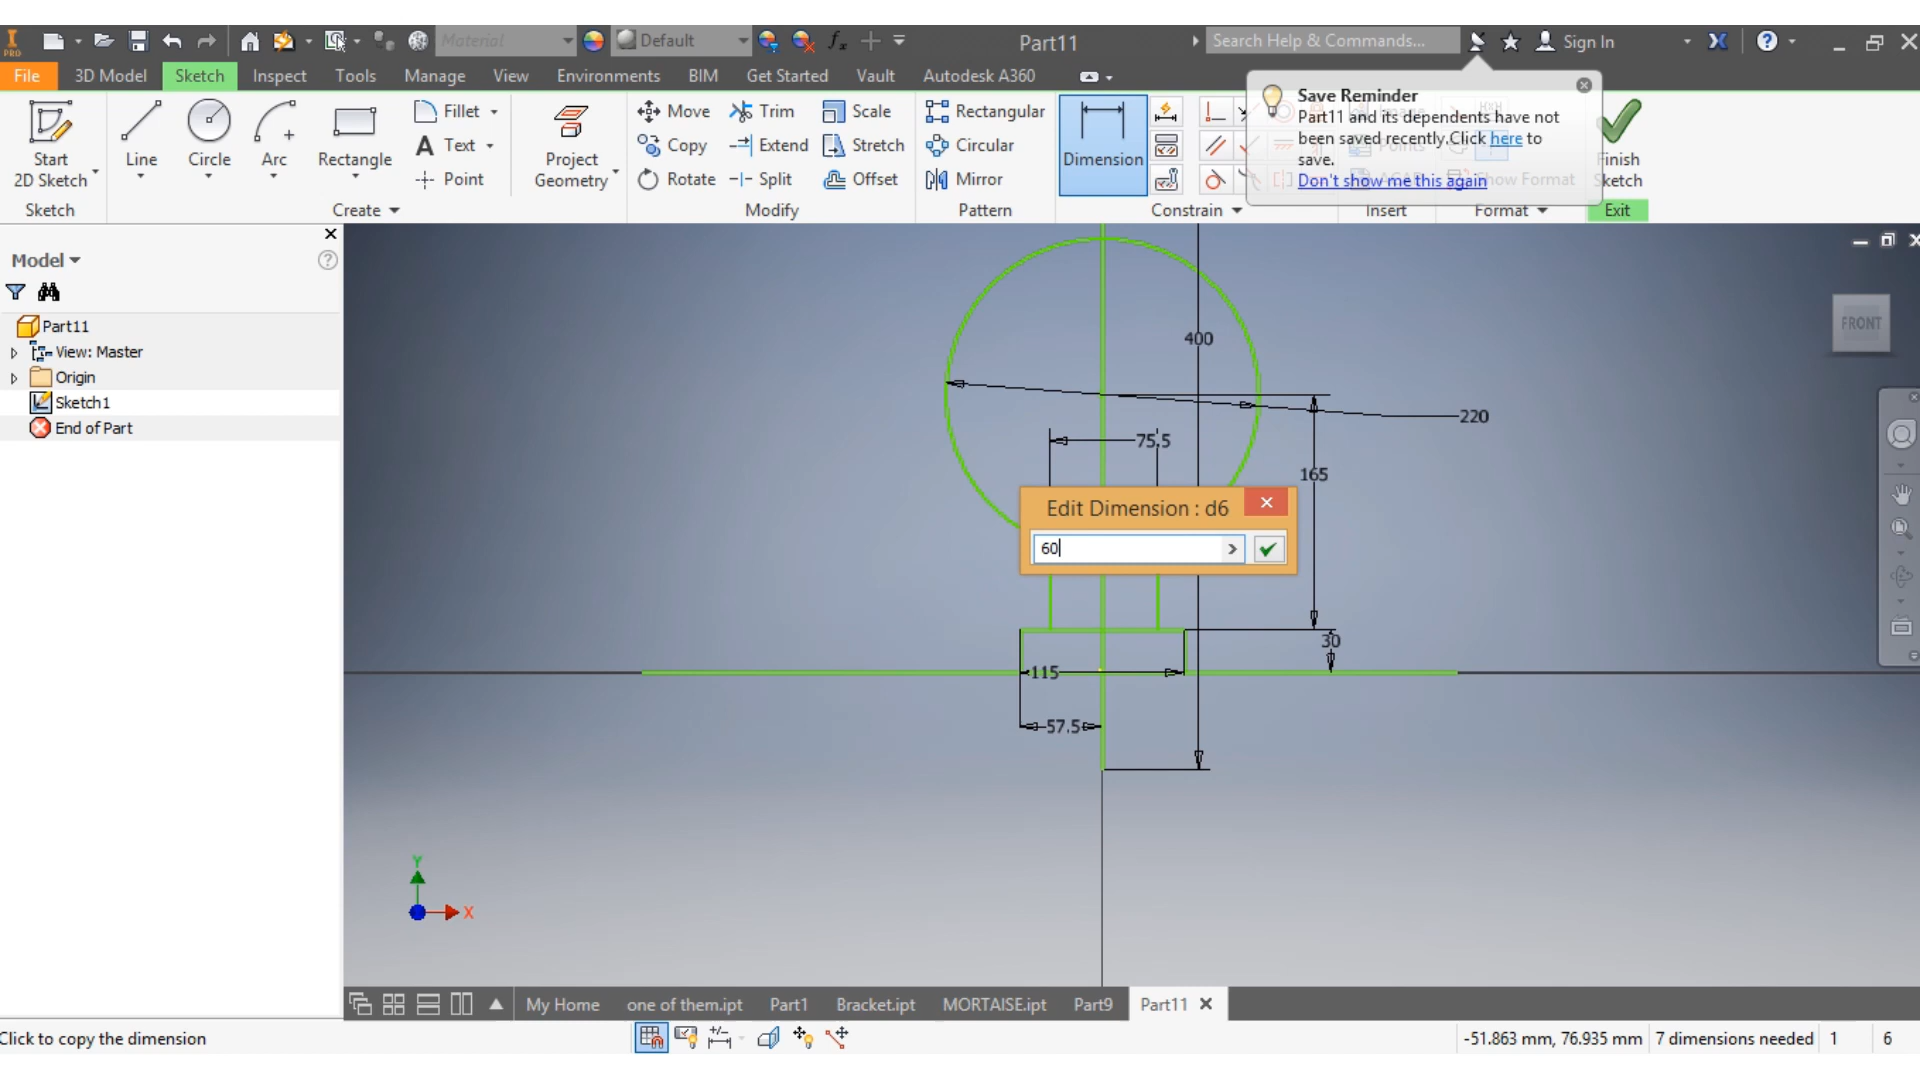 PRO
Material
Default
Part11
Search Help & Commands...
Sign In
File 3D Model Sketch Inspect Tools Manage View Environments BIM Get Started Vault Autodesk A360
Start
2D Sketch
Line
Circle
Arc
Rectangle
Fillet
Text
Point
Project
Geometry
Move
Copy
Rotate
Trim
Extend
Split
Scale
Stretch
Offset
Rectangular
Circular
Mirror
Dimension
Save Reminder
Part11 and its dependents have not
been saved recently.Click here to
save.
Don't show me this again
Show Format
Finish
Sketch
Sketch Create Modify Pattern Constrain Insert Format Exit
Model
Part11
View: Master
Origin
Sketch1
End of Part
FRONT
400
220
75.5
165
Edit Dimension : d6
60
30
115
57.5
Y
X
My Home one of them.ipt Part1 Bracket.ipt MORTAISE.ipt Part9 Part11
Click to copy the dimension
-51.863 mm, 76.935 mm 7 dimensions needed 1 6